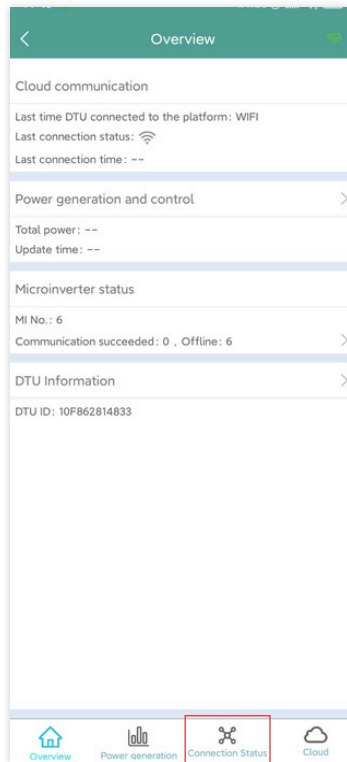 Overview
Cloud communication
Last time DTU connected to the platform: WIFI
Last connection status:
Last connection time: --
Power generation and control
Total power: --
Update time: --
Microinverter status
MI No.: 6
Communication succeeded: 0 , Offline: 6
DTU Information
DTU ID: 10F862814833
Overview Power generation Connection Status Cloud